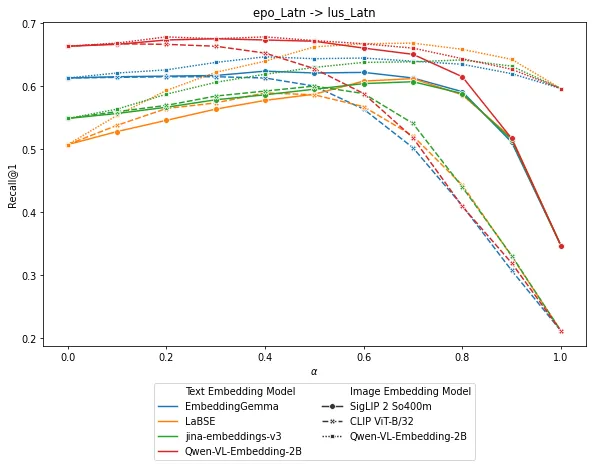 epo_Latn -> lus_Latn
Recall@1
0.7
0.6
0.5
0.4
0.3
0.2
0.0
0.2
0.4
0.6
0.8
1.0
α
Text Embedding Model
EmbeddingGemma
LaBSE
jina-embeddings-v3
Qwen-VL-Embedding-2B
Image Embedding Model
SigLIP 2 So400m
CLIP ViT-B/32
Qwen-VL-Embedding-2B